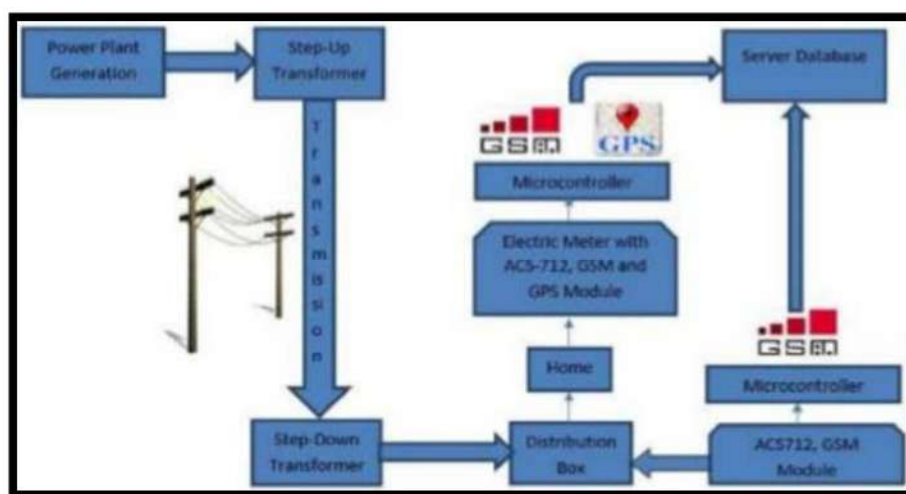 Power Plant
Generation
Step-Up
Transformer
Server Database
Transmission
GSM
GPS
Microcontroller
Electric Meter with
ACS-712, GSM and
GPS Module
Home
GSM
Microcontroller
Step-Down
Transformer
Distribution
Box
ACS712, GSM
Module